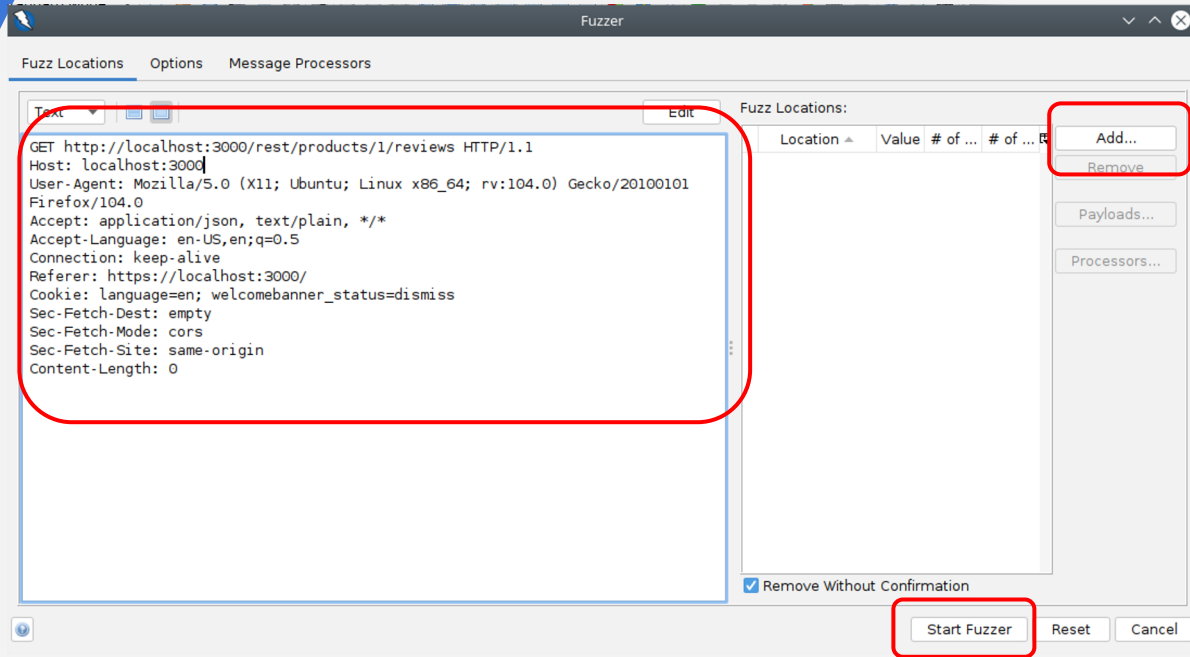 Fuzzer
Fuzz Locations Options Message Processors
Text Edit
GET http://localhost:3000/rest/products/1/reviews HTTP/1.1
Host: localhost:3000
User-Agent: Mozilla/5.0 (X11; Ubuntu; Linux x86_64; rv:104.0) Gecko/20100101
Firefox/104.0
Accept: application/json, text/plain, */*
Accept-Language: en-US,en;q=0.5
Connection: keep-alive
Referer: https://localhost:3000/
Cookie: language=en; welcomebanner_status=dismiss
Sec-Fetch-Dest: empty
Sec-Fetch-Mode: cors
Sec-Fetch-Site: same-origin
Content-Length: 0
Fuzz Locations:
Location Value # of ... # of ...
Add...
Remove
Payloads...
Processors...
Remove Without Confirmation
Start Fuzzer Reset Cancel